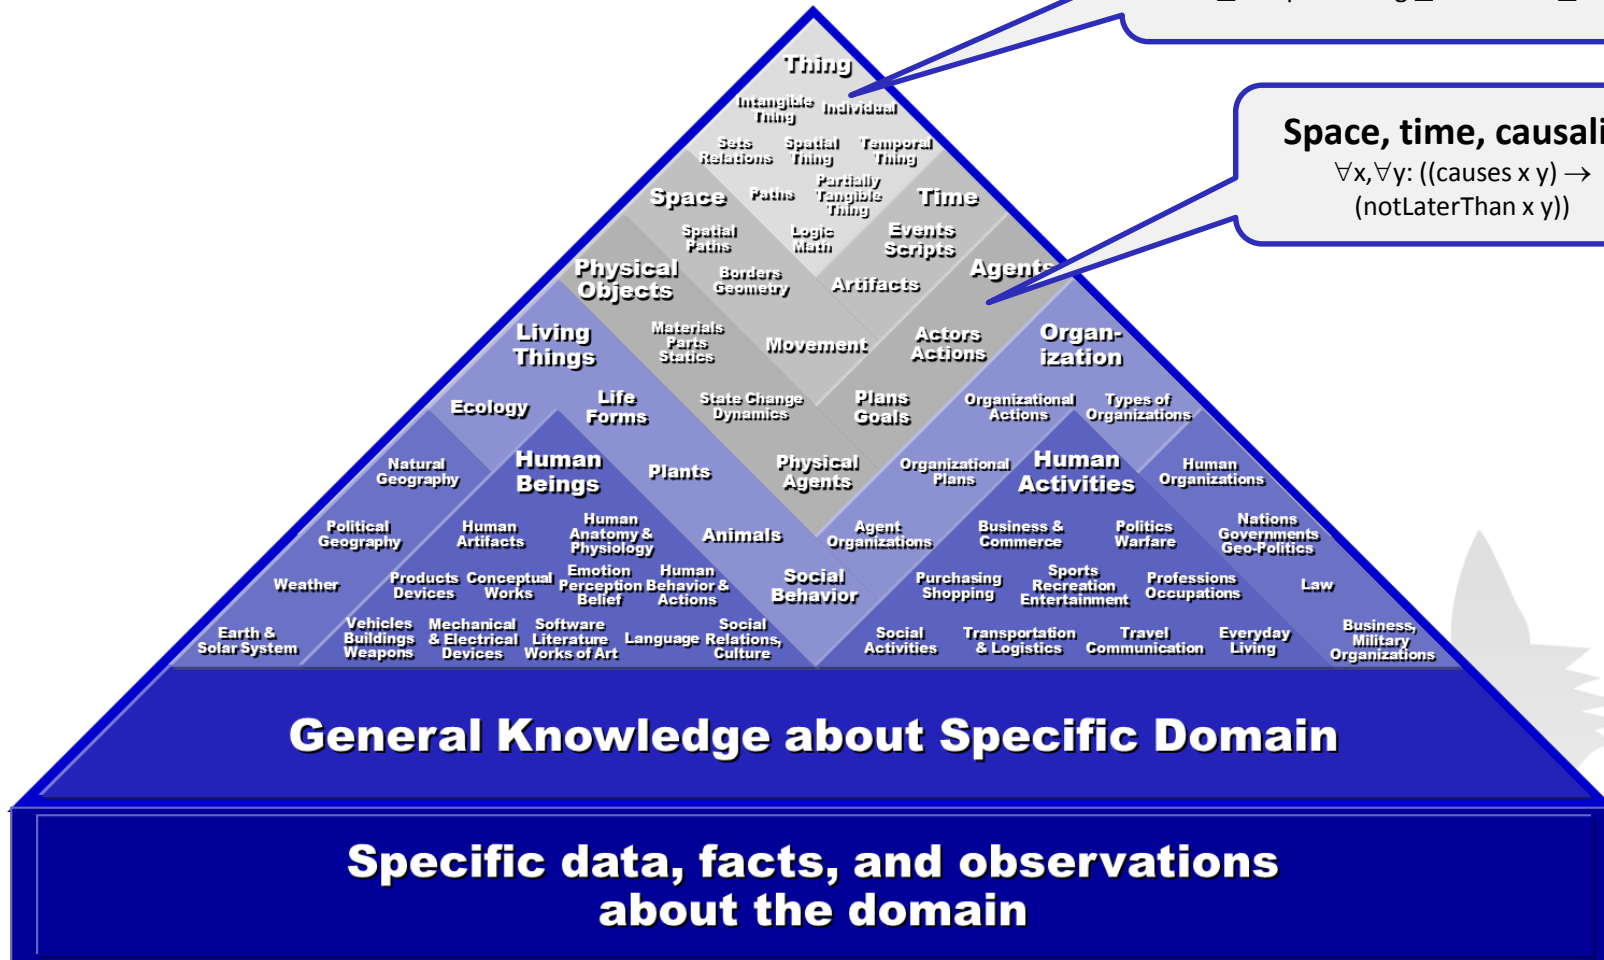 Thing
Intangible
Thing
Individual
Sets
Relations
Spatial
Thing
Temporal
Thing
Space
Paths
Partially
Tangible
Thing
Time
Spatial
Paths
Logic
Math
Events
Scripts
Physical
Objects
Borders
Geometry
Artifacts
Agents
Living
Things
Materials
Parts
Statics
Movement
Actors
Actions
Organ-
ization
Ecology
Life
Forms
State Change
Dynamics
Plans
Goals
Organizational
Actions
Types of
Organizations
Natural
Geography
Human
Beings
Plants
Physical
Agents
Organizational
Plans
Human
Activities
Human
Organizations
Political
Geography
Human
Artifacts
Human
Anatomy &
Physiology
Animals
Agent
Organizations
Business &
Commerce
Politics
Warfare
Nations
Governments
Geo-Politics
Weather
Products
Devices
Conceptual
Works
Emotion
Perception
Belief
Human
Behavior &
Actions
Social
Behavior
Purchasing
Shopping
Sports
Recreation
Entertainment
Professions
Occupations
Law
Earth &
Solar System
Vehicles
Buildings
Weapons
Mechanical
& Electrical
Devices
Software
Literature
Works of Art
Language
Social
Relations,
Culture
Social
Activities
Transportation
& Logistics
Travel
Communication
Everyday
Living
Business,
Military
Organizations
Space, time,
∀x,∀y: ((causes x y) →
(notLaterThan x y))
General Knowledge about Specific Domain
Specific data, facts, and observations
about the domain